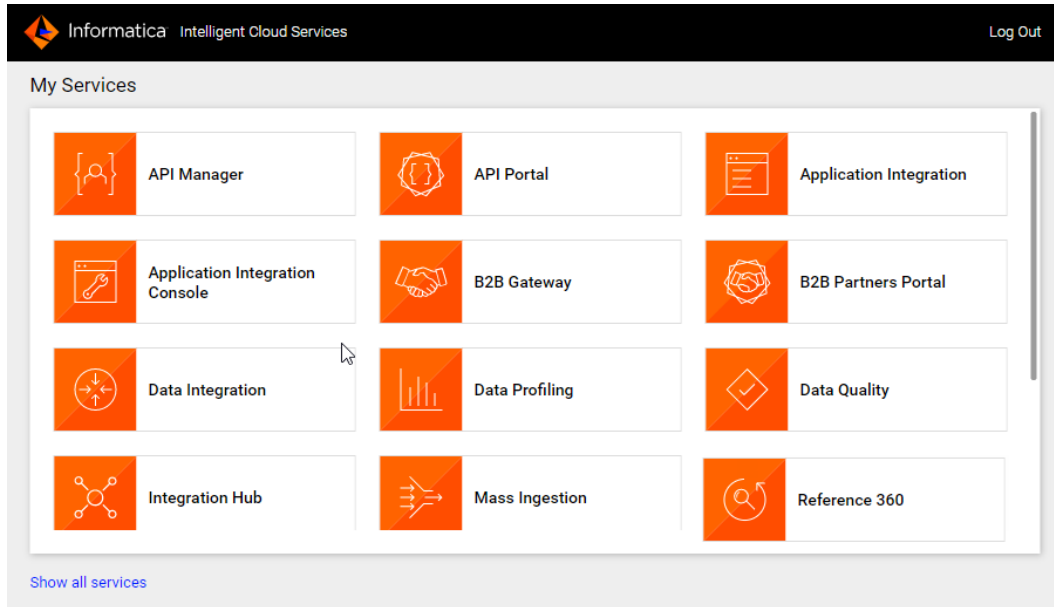 Informatica Intelligent Cloud Services Log Out
My Services
API Manager
API Portal
Application Integration
Application Integration
Console
B2B Gateway
B2B Partners Portal
Data Integration
Data Profiling
Data Quality
Integration Hub
Mass Ingestion
Reference 360
Show all services